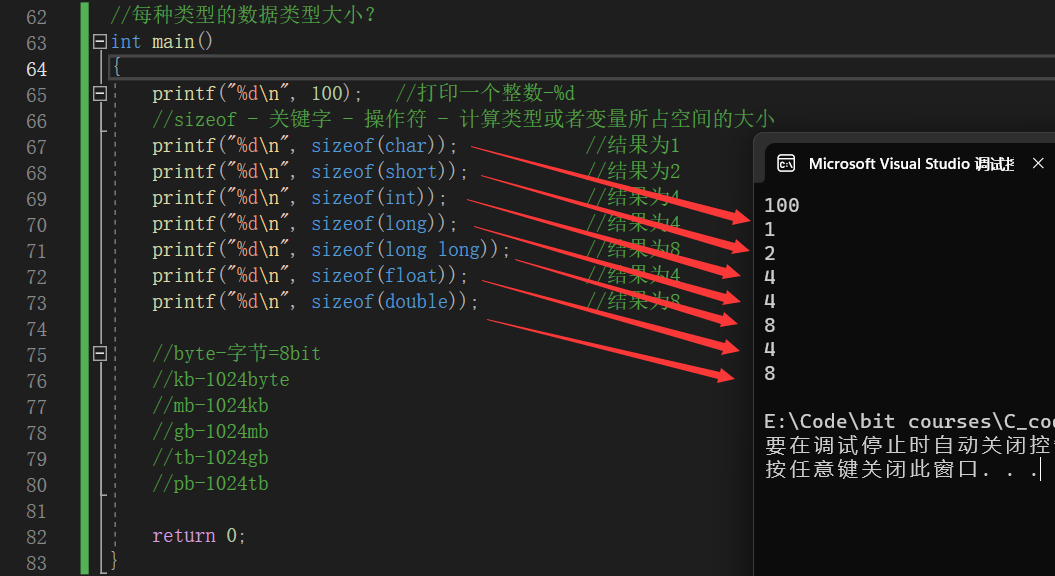 62 //每种类型的数据类型大小?
63 int main()
64 {
65 printf("%d\n", 100); //打印一个整数-%d
66 //sizeof - 关键字 - 操作符 - 计算类型或者变量所占空间的大小
67 printf("%d\n", sizeof(char)); //结果为1
68 printf("%d\n", sizeof(short)); //结果为2
69 printf("%d\n", sizeof(int)); //结果为4
70 printf("%d\n", sizeof(long)); //结果为4
71 printf("%d\n", sizeof(long long)); //结果为8
72 printf("%d\n", sizeof(float)); //结果为4
73 printf("%d\n", sizeof(double)); //结果为8
74
75 //byte-字节=8bit
76 //kb-1024byte
77 //mb-1024kb
78 //gb-1024mb
79 //tb-1024gb
80 //pb-1024tb
81
82 return 0;
83 }
Microsoft Visual Studio 调试
100
1
2
4
4
8
4
8
E:\Code\bit courses\C_co
要在调试停止时自动关闭控
按任意键关闭此窗口. . .